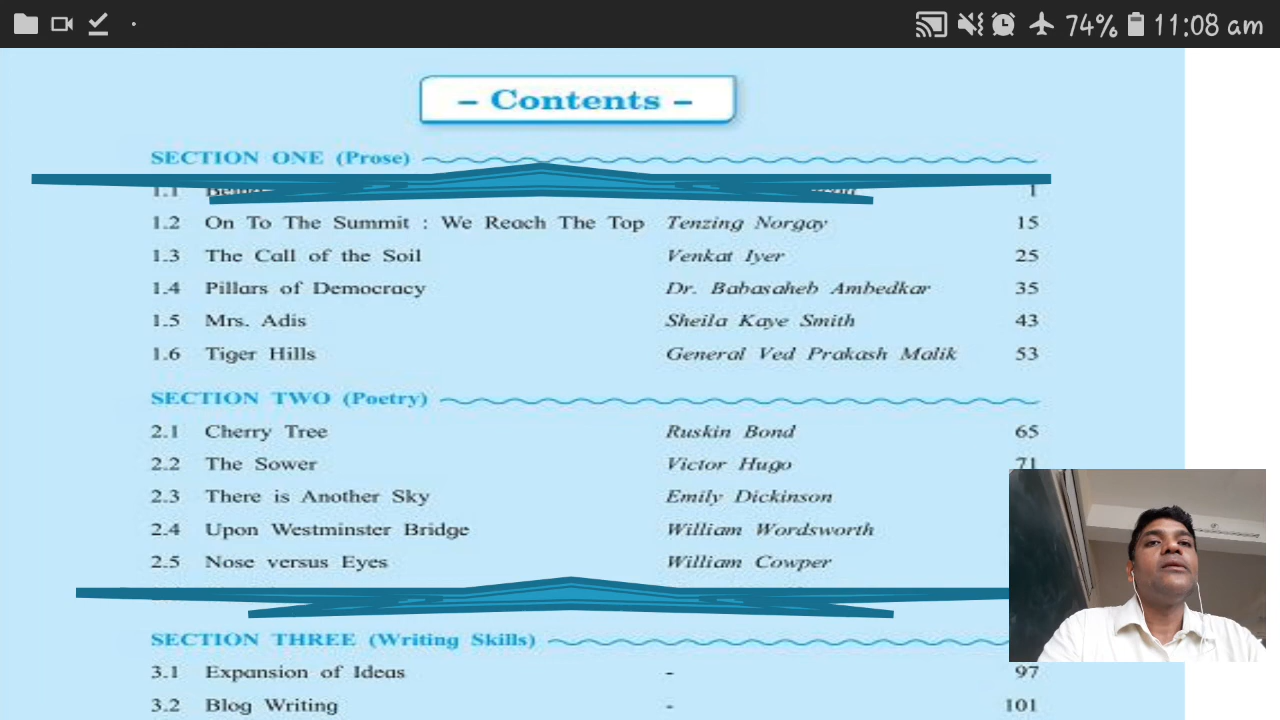 74% 11:08 am
– Contents –
SECTION ONE (Prose)
1.1 1
1.2 On To The Summit : We Reach The Top Tenzing Norgay 15
1.3 The Call of the Soil Venkat Iyer 25
1.4 Pillars of Democracy Dr. Babasaheb Ambedkar 35
1.5 Mrs. Adis Sheila Kaye Smith 43
1.6 Tiger Hills General Ved Prakash Malik 53
SECTION TWO (Poetry)
2.1 Cherry Tree Ruskin Bond 65
2.2 The Sower Victor Hugo 71
2.3 There is Another Sky Emily Dickinson
2.4 Upon Westminster Bridge William Wordsworth
2.5 Nose versus Eyes William Cowper
SECTION THREE (Writing Skills)
3.1 Expansion of Ideas - 97
3.2 Blog Writing - 101